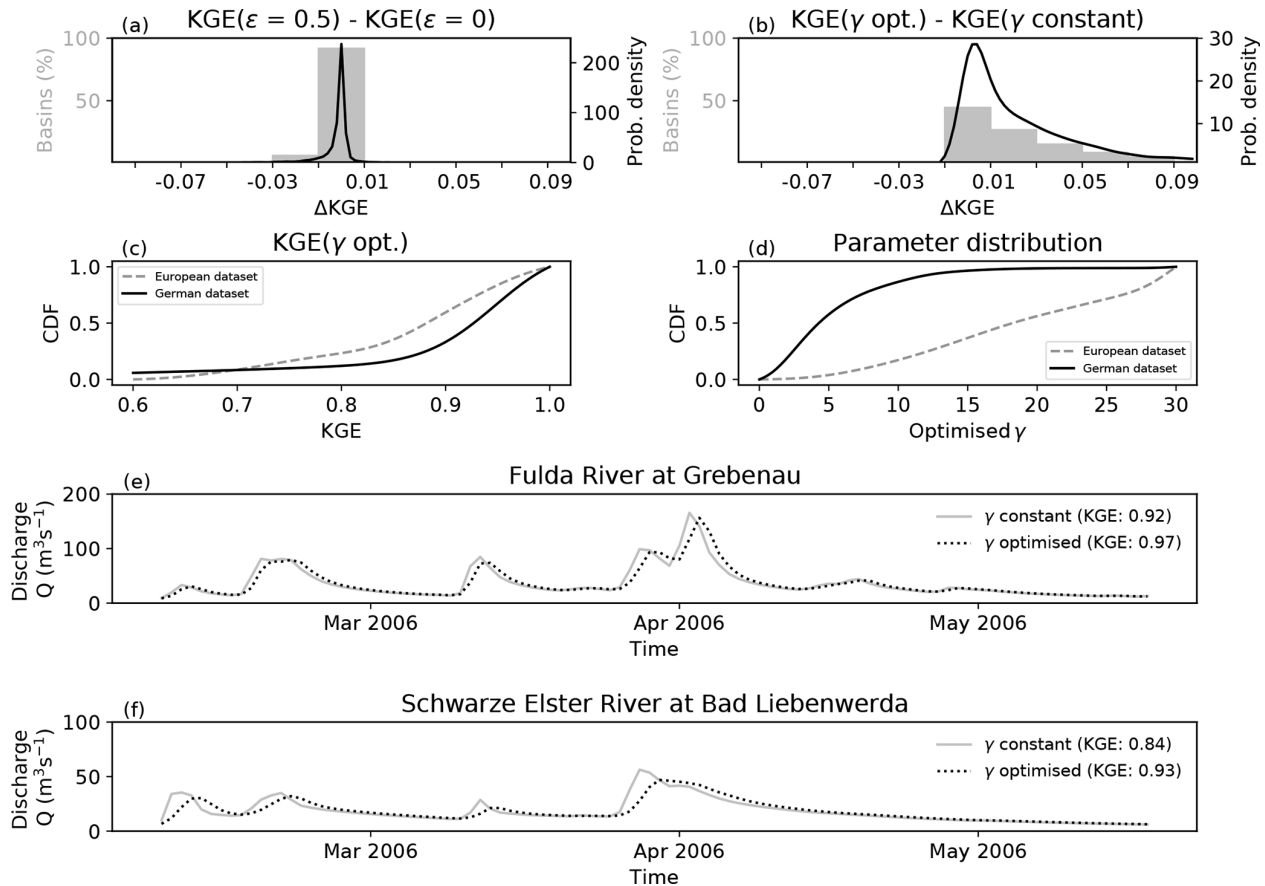 (a) KGE(ε = 0.5) - KGE(ε = 0)
Basins (%)
100
50
200
100
0
Prob. density
-0.07 -0.03 0.01 0.05 0.09
ΔKGE
(b) KGE(γ opt.) - KGE(γ constant)
Basins (%)
100
50
30
20
10
Prob. density
-0.07 -0.03 0.01 0.05 0.09
ΔKGE
(c) KGE(γ opt.)
CDF
1.0
0.5
0.0
European dataset
German dataset
0.6 0.7 0.8 0.9 1.0
KGE
(d) Parameter distribution
CDF
1.0
0.5
0.0
European dataset
German dataset
0 5 10 15 20 25 30
Optimised γ
(e) Fulda River at Grebenau
Discharge
Q (m³s⁻¹)
200
100
0
γ constant (KGE: 0.92)
γ optimised (KGE: 0.97)
Mar 2006 Apr 2006 May 2006
Time
(f) Schwarze Elster River at Bad Liebenwerda
Discharge
Q (m³s⁻¹)
100
50
0
γ constant (KGE: 0.84)
γ optimised (KGE: 0.93)
Mar 2006 Apr 2006 May 2006
Time